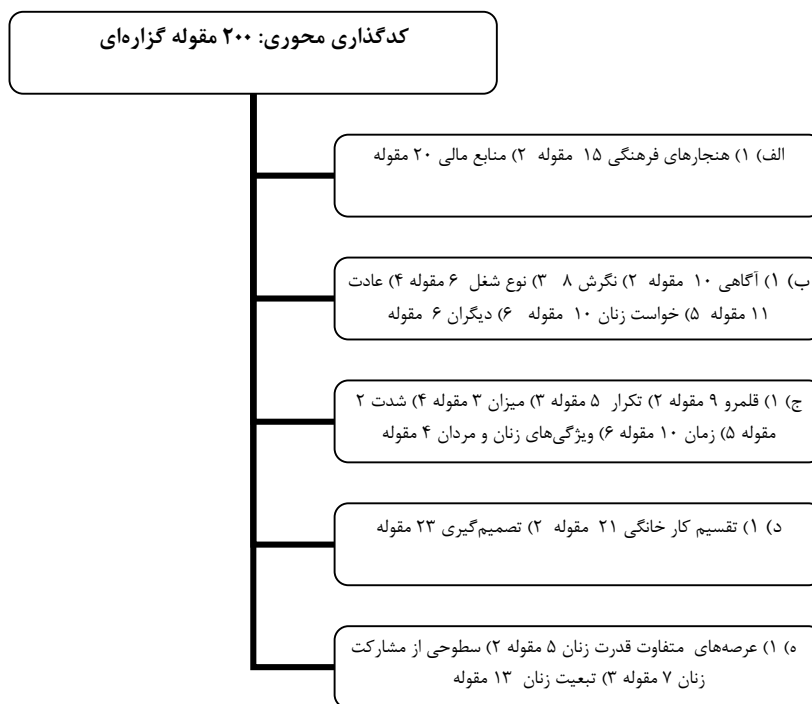 کدگذاری محوری: ۲۰۰ مقوله گزاره‌ای
الف) ۱) هنجارهای فرهنگی ۱۵ مقوله ۲) منابع مالی ۲۰ مقوله
ب) ۱) آگاهی ۱۰ مقوله ۲) نگرش ۸ ۳) نوع شغل ۶ مقوله ۴) عادت
۱۱ مقوله ۵) خواست زنان ۱۰ مقوله ۶) دیگران ۶ مقوله
ج) ۱) قلمرو ۹ مقوله ۲) تکرار ۵ مقوله ۳) میزان ۳ مقوله ۴) شدت ۲
مقوله ۵) زمان ۱۰ مقوله ۶) ویژگی‌های زنان و مردان ۴ مقوله
د) ۱) تقسیم کار خانگی ۲۱ مقوله ۲) تصمیم‌گیری ۲۳ مقوله
ه) ۱) عرصه‌های متفاوت قدرت زنان ۵ مقوله ۲) سطوحی از مشارکت
زنان ۷ مقوله ۳) تبعیت زنان ۱۳ مقوله